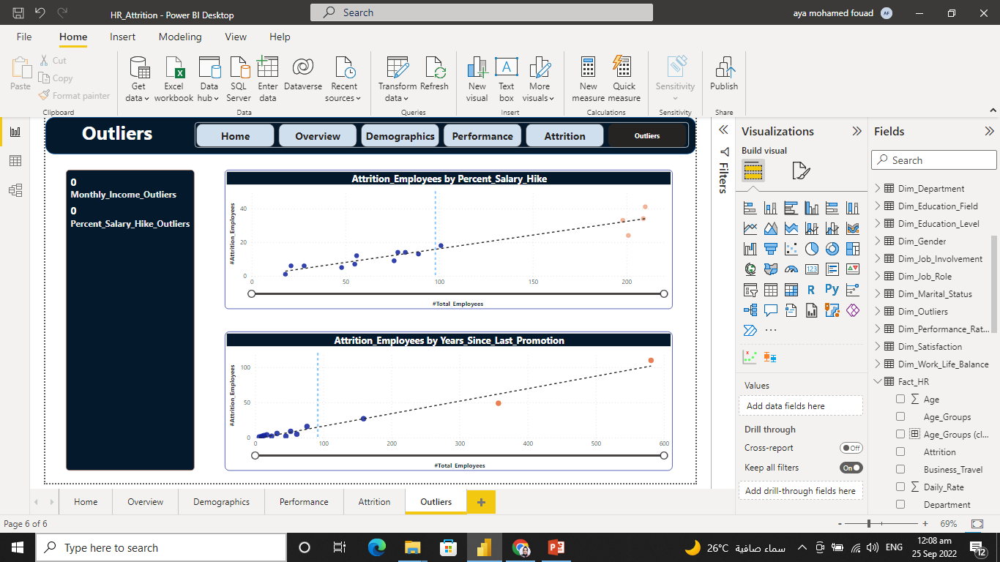 HR_Attrition - Power BI Desktop
Search
aya mohamed fouad
AF
File Home Insert Modeling View Help
Paste
Cut
Copy
Format painter
Clipboard
Get data
Excel workbook
Data hub
SQL Server
Enter data
Dataverse
Recent sources
Data
Transform data
Refresh
Queries
New visual
Text box
More visuals
Insert
New measure
Quick measure
Calculations
Sensitivity
Sensitivity
Publish
Share
Outliers
Home Overview Demographics Performance Attrition Outliers
0
Monthly_Income_Outliers
0
Percent_Salary_Hike_Outliers
Attrition_Employees by Percent_Salary_Hike
#Attrition_Employees
40
20
0
0 50 100 150 200
#Total Employees
Attrition_Employees by Years_Since_Last_Promotion
#Attrition_Employees
100
50
0
0 100 200 300 400 500 600
#Total Employees
Filters
Visualizations
Build visual
123
R
Py
Values
Add data fields here
Drill through
Cross-report
Off
Keep all filters
On
Add drill-through fields here
Fields
Search
Dim_Department
Dim_Education_Field
Dim_Education_Level
Dim_Gender
Dim_Job_Involvement
Dim_Job_Role
Dim_Marital_Status
Dim_Outliers
Dim_Performance_Rat...
Dim_Satisfaction
Dim_Work_Life_Balance
Fact_HR
Age
Age_Groups
Age_Groups (cl...
Attrition
Business_Travel
Daily_Rate
Department
Home Overview Demographics Performance Attrition Outliers +
Page 6 of 6
- + 69%
Type here to search
26°C سماء صافية
ENG
12:08 am
25 Sep 2022
12